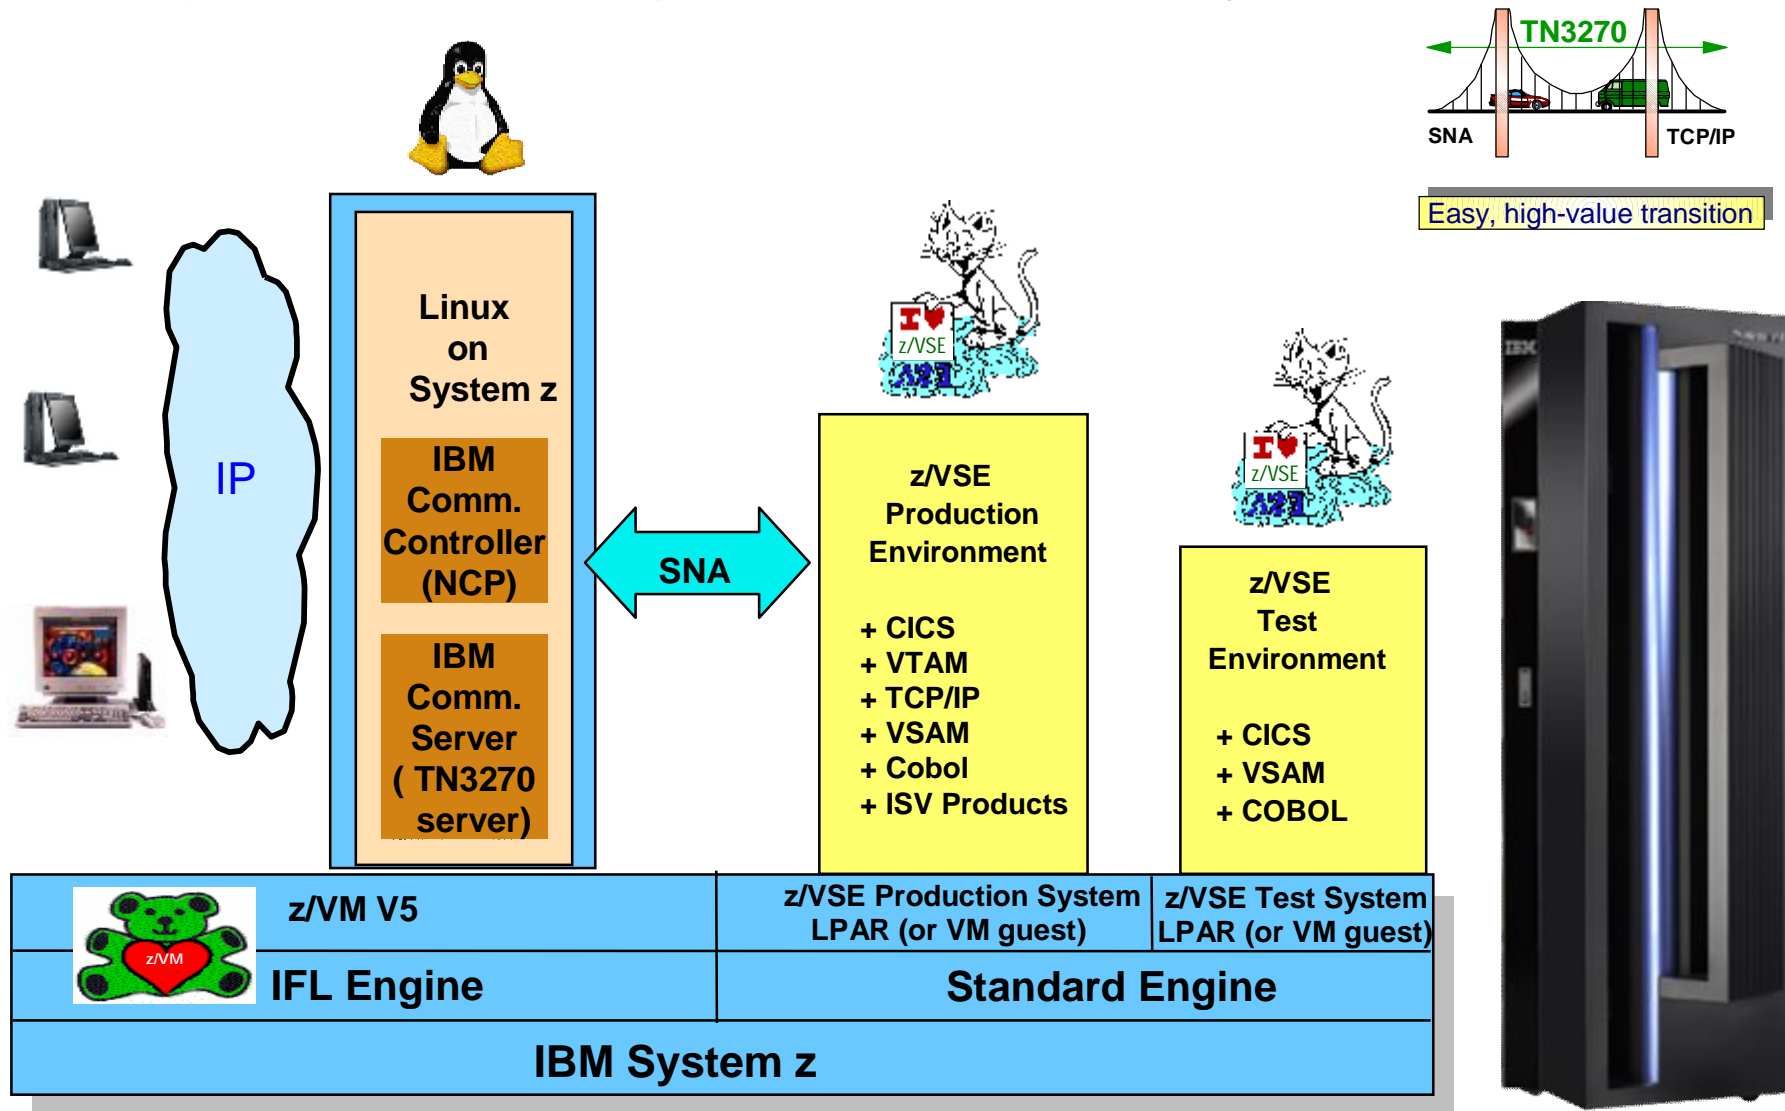 TN3270
SNA
TCP/IP
Easy, high-value transition
IP
Linux
on
System z
IBM
Comm.
Controller
(NCP)
IBM
Comm.
Server
( TN3270
server)
SNA
I
z/VSE
z/VSE
Production
Environment
+ CICS
+ VTAM
+ TCP/IP
+ VSAM
+ Cobol
+ ISV Products
I
z/VSE
z/VSE
Test
Environment
+ CICS
+ VSAM
+ COBOL
IBM
z/VM
z/VM V5
z/VSE Production System
LPAR (or VM guest)
z/VSE Test System
LPAR (or VM guest)
IFL Engine
Standard Engine
IBM System z